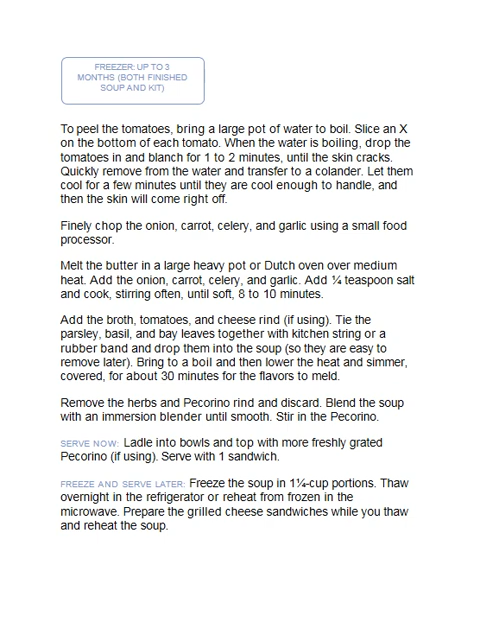 FREEZER: UP TO 3
MONTHS (BOTH FINISHED
SOUP AND KIT)
To peel the tomatoes, bring a large pot of water to boil. Slice an X
on the bottom of each tomato. When the water is boiling, drop the
tomatoes in and blanch for 1 to 2 minutes, until the skin cracks.
Quickly remove from the water and transfer to a colander. Let them
cool for a few minutes until they are cool enough to handle, and
then the skin will come right off.
Finely chop the onion, carrot, celery, and garlic using a small food
processor.
Melt the butter in a large heavy pot or Dutch oven over medium
heat. Add the onion, carrot, celery, and garlic. Add ¼ teaspoon salt
and cook, stirring often, until soft, 8 to 10 minutes.
Add the broth, tomatoes, and cheese rind (if using). Tie the
parsley, basil, and bay leaves together with kitchen string or a
rubber band and drop them into the soup (so they are easy to
remove later). Bring to a boil and then lower the heat and simmer,
covered, for about 30 minutes for the flavors to meld.
Remove the herbs and Pecorino rind and discard. Blend the soup
with an immersion blender until smooth. Stir in the Pecorino.
SERVE NOW: Ladle into bowls and top with more freshly grated
Pecorino (if using). Serve with 1 sandwich.
FREEZE AND SERVE LATER: Freeze the soup in 1¼-cup portions. Thaw
overnight in the refrigerator or reheat from frozen in the
microwave. Prepare the grilled cheese sandwiches while you thaw
and reheat the soup.